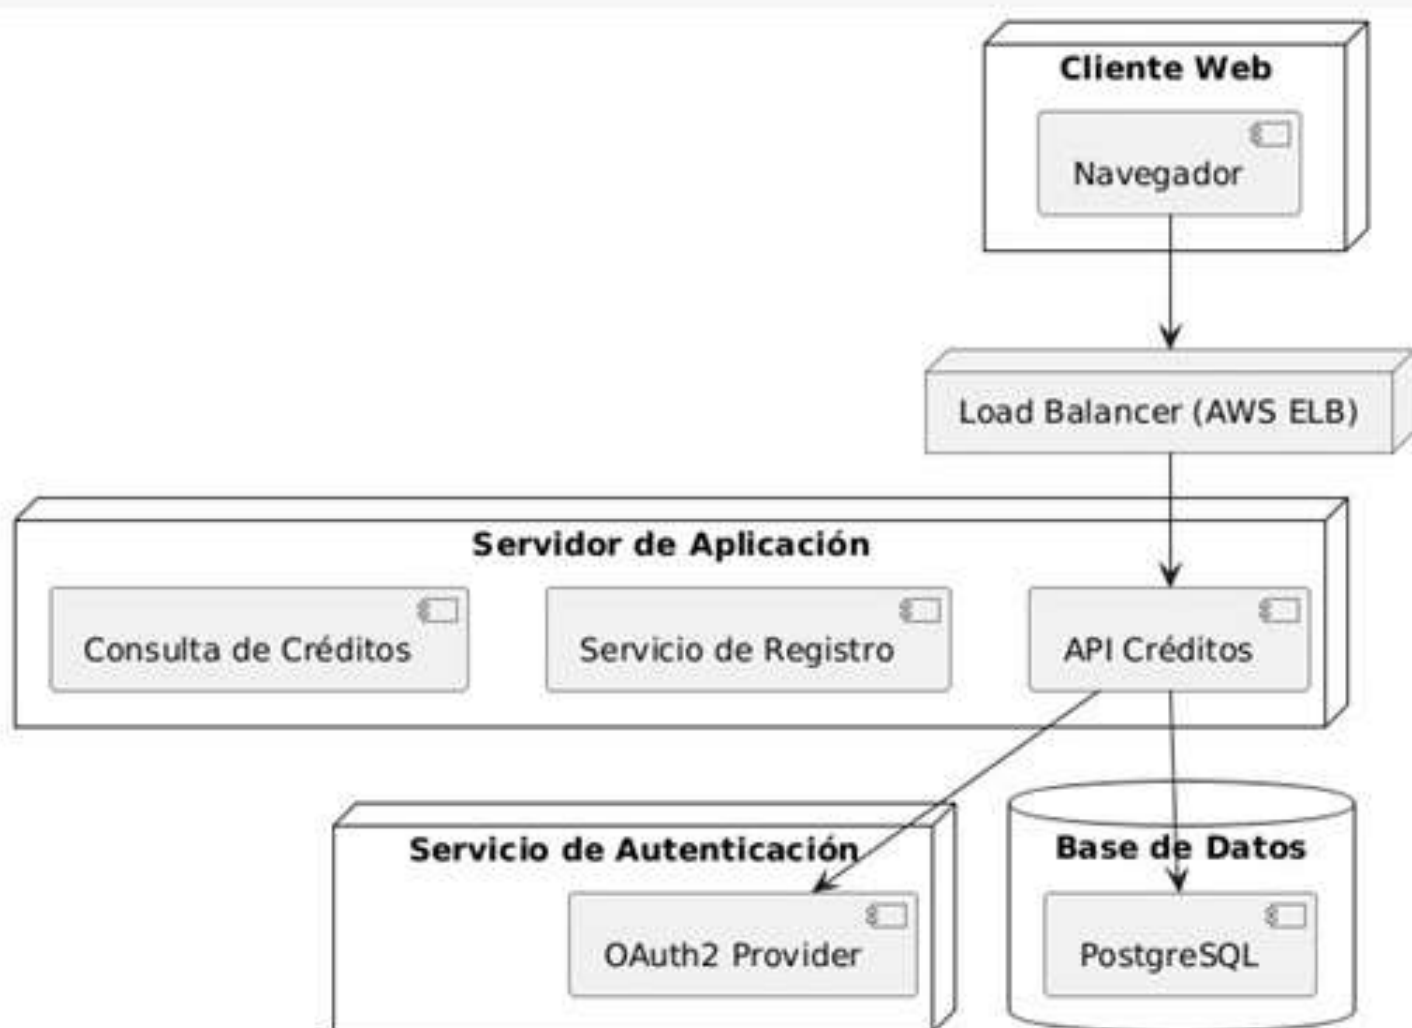 Cliente Web
Navegador
Load Balancer (AWS ELB)
Servidor de Aplicación
Consulta de Créditos
Servicio de Registro
API Créditos
Servicio de Autenticación
Base de Datos
OAuth2 Provider
PostgreSQL